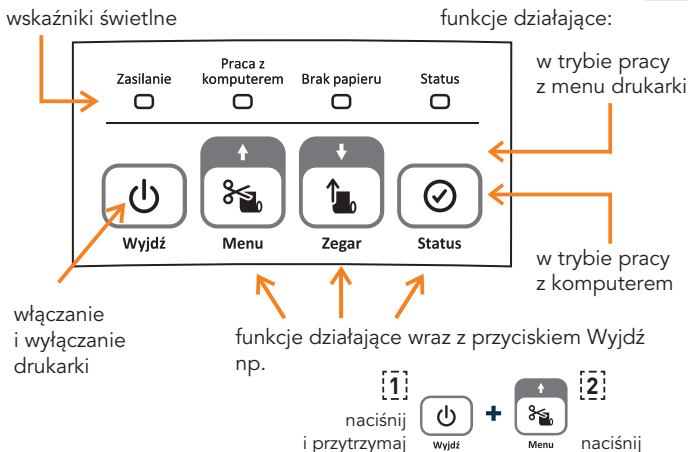 wskaźniki świetlne
funkcje działające:
w trybie pracy
z menu drukarki
Zasilanie
Praca z
komputerem
Brak papieru
Status
Wyjdź
Menu
Zegar
Status
w trybie pracy
z komputerem
włączanie
i wyłączanie
drukarki
funkcje działające wraz z przyciskiem Wyjdź
np.
1
naciśnij
i przytrzymaj
Wyjdź
+
Menu
2
naciśnij